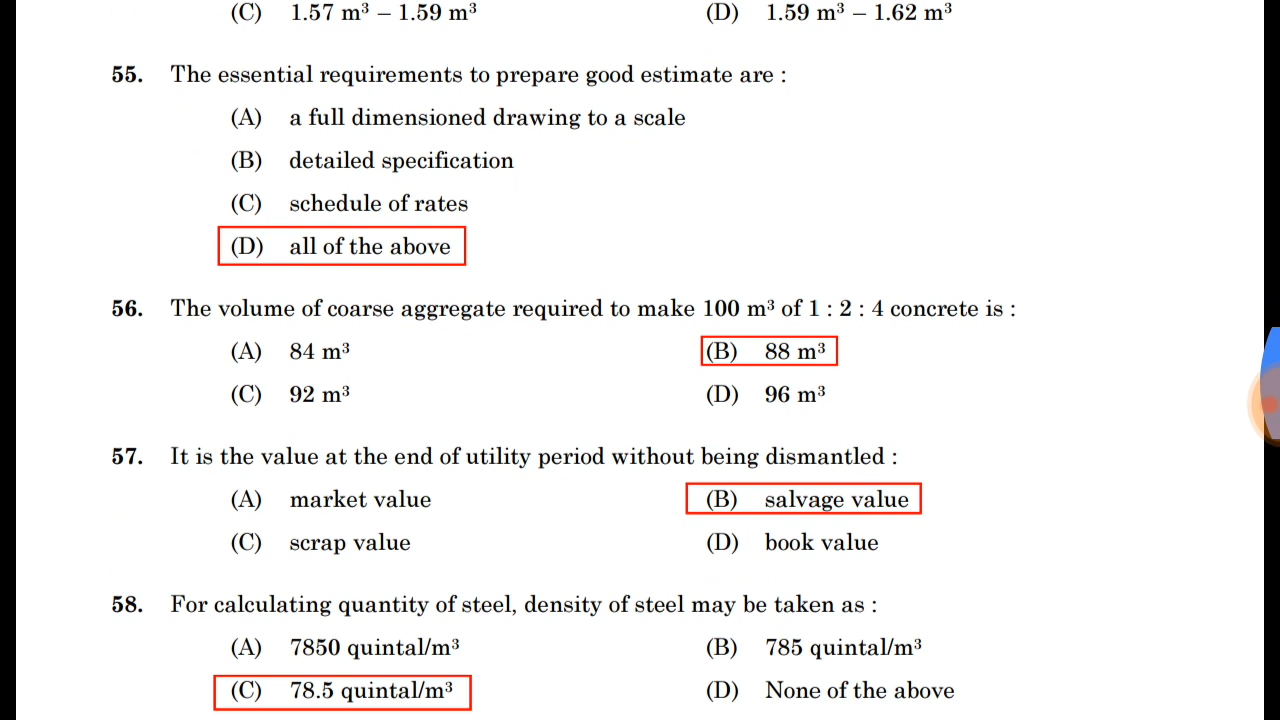 (C) 1.57 m³ – 1.59 m³ (D) 1.59 m³ – 1.62 m³
55. The essential requirements to prepare good estimate are :
(A) a full dimensioned drawing to a scale
(B) detailed specification
(C) schedule of rates
(D) all of the above
56. The volume of coarse aggregate required to make 100 m³ of 1 : 2 : 4 concrete is :
(A) 84 m³ (B) 88 m³
(C) 92 m³ (D) 96 m³
57. It is the value at the end of utility period without being dismantled :
(A) market value (B) salvage value
(C) scrap value (D) book value
58. For calculating quantity of steel, density of steel may be taken as :
(A) 7850 quintal/m³ (B) 785 quintal/m³
(C) 78.5 quintal/m³ (D) None of the above